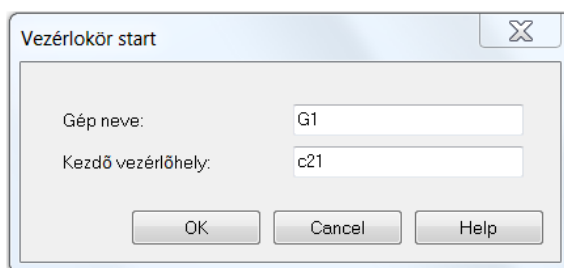 Vezérlokör start
Gép neve: G1
Kezdõ vezérlõhely: c21
OK Cancel Help